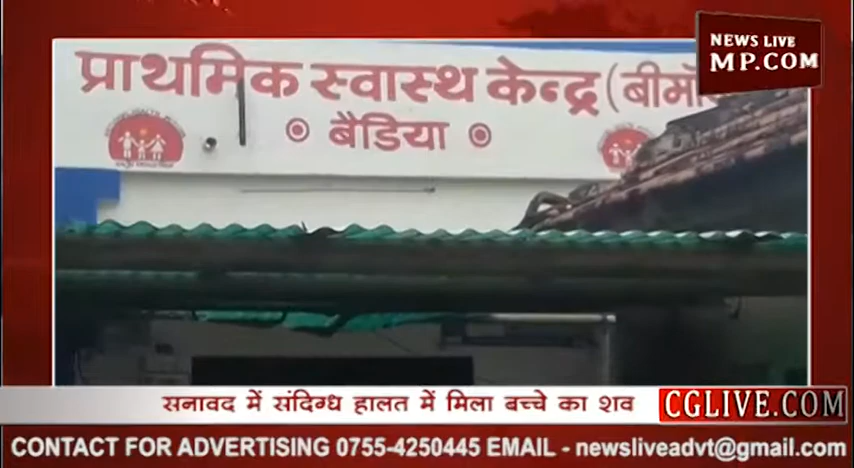 NEWS LIVE
MP.COM
प्राथमिक स्वास्थ केन्द्र (बीमॉ
बैडिया
सनावद में संदिग्ध हालत में मिला बच्चे का शव
CGLIVE.COM
CONTACT FOR ADVERTISING 0755-4250445 EMAIL - newsliveadvt@gmail.com